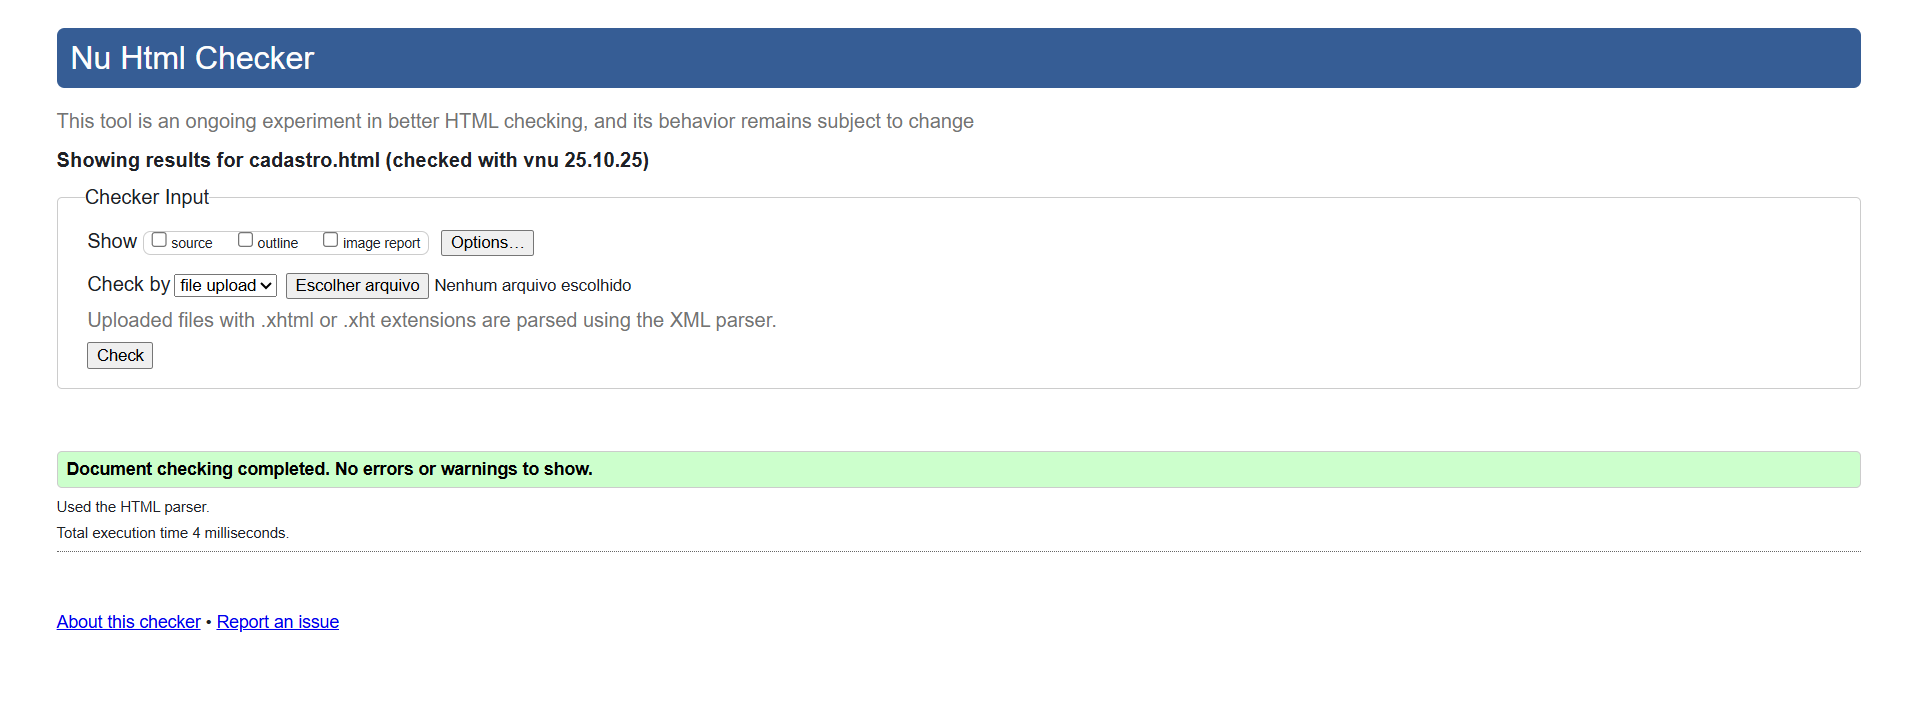 Nu Html Checker
This tool is an ongoing experiment in better HTML checking, and its behavior remains subject to change
Showing results for cadastro.html (checked with vnu 25.10.25)
Checker Input
Show source outline image report Options...
Check by file upload Escolher arquivo Nenhum arquivo escolhido
Uploaded files with .xhtml or .xht extensions are parsed using the XML parser.
Check
Document checking completed. No errors or warnings to show.
Used the HTML parser.
Total execution time 4 milliseconds.
About this checker • Report an issue